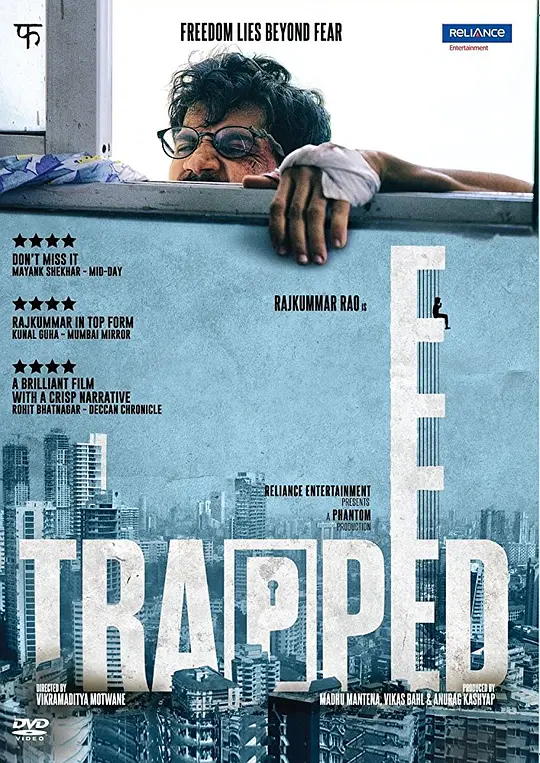 फ
FREEDOM LIES BEYOND FEAR
RELIANCE
Entertainment
DON'T MISS IT
MAYANK SHEKHAR - MID-DAY
RAJKUMMAR IN TOP FORM
KUNAL GUHA - MUMBAI MIRROR
A BRILLIANT FILM
WITH A CRISP NARRATIVE
ROHIT BHATNAGAR - DECCAN CHRONICLE
RAJKUMMAR RAO IS
RELIANCE ENTERTAINMENT
PRESENTS
A PHANTOM
PRODUCTION
TRAPPED
DIRECTED BY
VIKRAMADITYA MOTWANE
PRODUCED BY
MADHU MANTENA, VIKAS BAHL & ANURAG KASHYAP
DVD
VIDEO